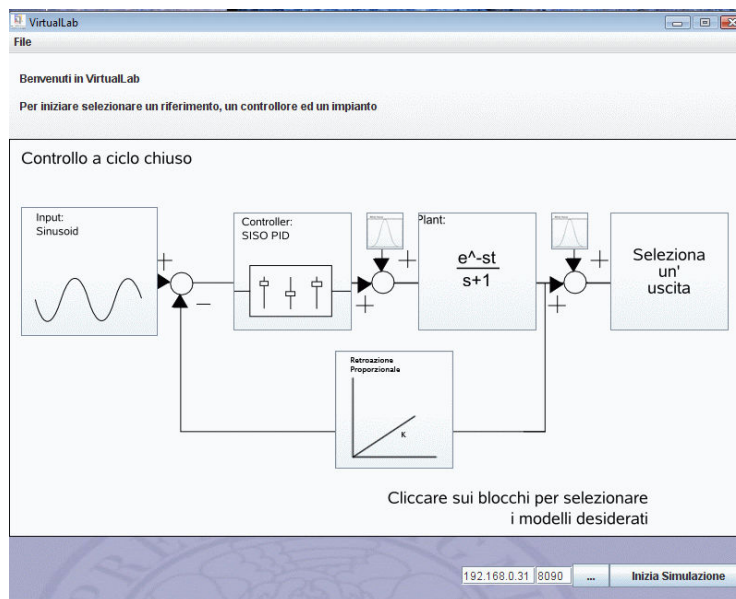 VirtualLab
File
Benvenuti in VirtualLab
Per iniziare selezionare un riferimento, un controllore ed un impianto
Controllo a ciclo chiuso
Input:
Sinusoid
Controller:
SISO PID
Plant:
e^-st
s+1
Seleziona
un'
uscita
+
−
+
+
+
+
Retroazione
Proporzionale
K
Cliccare sui blocchi per selezionare
i modelli desiderati
192.168.0.31 8090 ... Inizia Simulazione